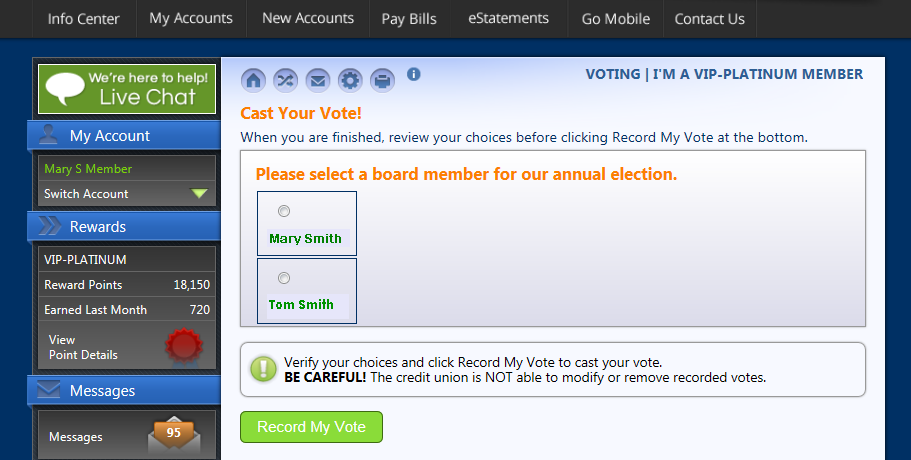 Info Center
My Accounts
New Accounts
Pay Bills
eStatements
Go Mobile
Contact Us
We're here to help!
Live Chat
My Account
Mary S Member
Switch Account
Rewards
VIP-PLATINUM
Reward Points 18,150
Earned Last Month 720
View
Point Details
Messages
Messages 95
i
VOTING | I'M A VIP-PLATINUM MEMBER
Cast Your Vote!
When you are finished, review your choices before clicking Record My Vote at the bottom.
Please select a board member for our annual election.
Mary Smith
Tom Smith
Verify your choices and click Record My Vote to cast your vote.
BE CAREFUL! The credit union is NOT able to modify or remove recorded votes.
Record My Vote